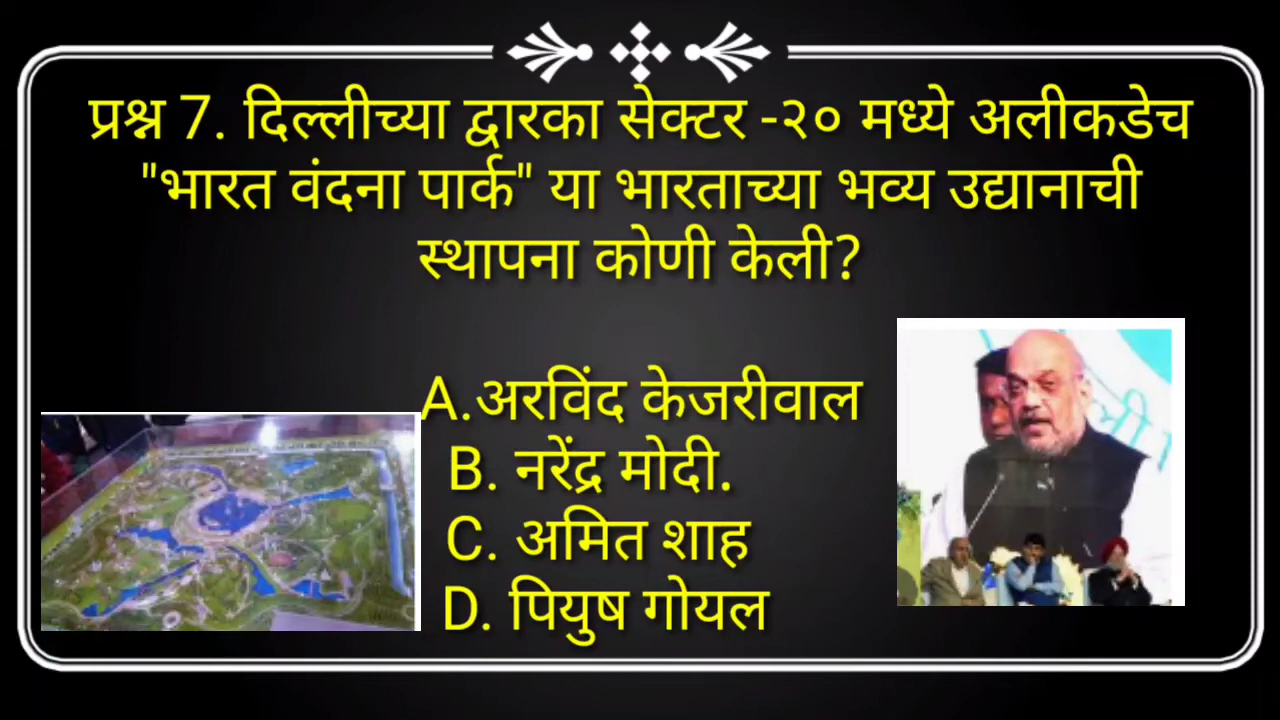 प्रश्न 7. दिल्लीच्या द्वारका सेक्टर -२० मध्ये अलीकडेच
"भारत वंदना पार्क" या भारताच्या भव्य उद्यानाची
स्थापना कोणी केली?
A.अरविंद केजरीवाल
B. नरेंद्र मोदी.
C. अमित शाह
D. पियुष गोयल